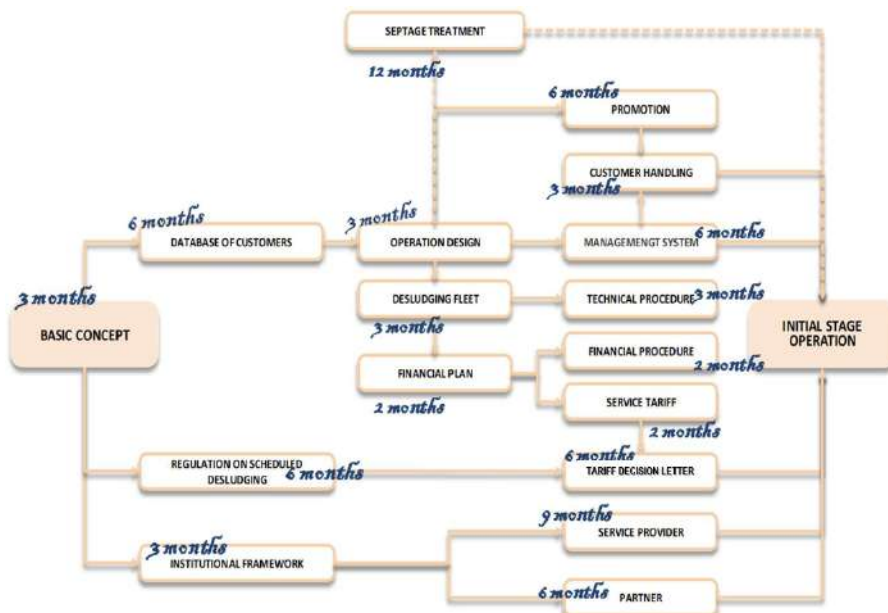 SEPTAGE TREATMENT
12 months
6 months
PROMOTION
CUSTOMER HANDLING
3 months
6 months
DATABASE OF CUSTOMERS
3 months
OPERATION DESIGN
MANAGEMENGT SYSTEM
6 months
3 months
BASIC CONCEPT
DESLUDGING FLEET
3 months
TECHNICAL PROCEDURE
3 months
INITIAL STAGE
OPERATION
FINANCIAL PLAN
2 months
FINANCIAL PROCEDURE
2 months
SERVICE TARIFF
2 months
REGULATION ON SCHEDULED
DESLUDGING
6 months
6 months
TARIFF DECISION LETTER
3 months
INSTITUTIONAL FRAMEWORK
9 months
SERVICE PROVIDER
6 months
PARTNER